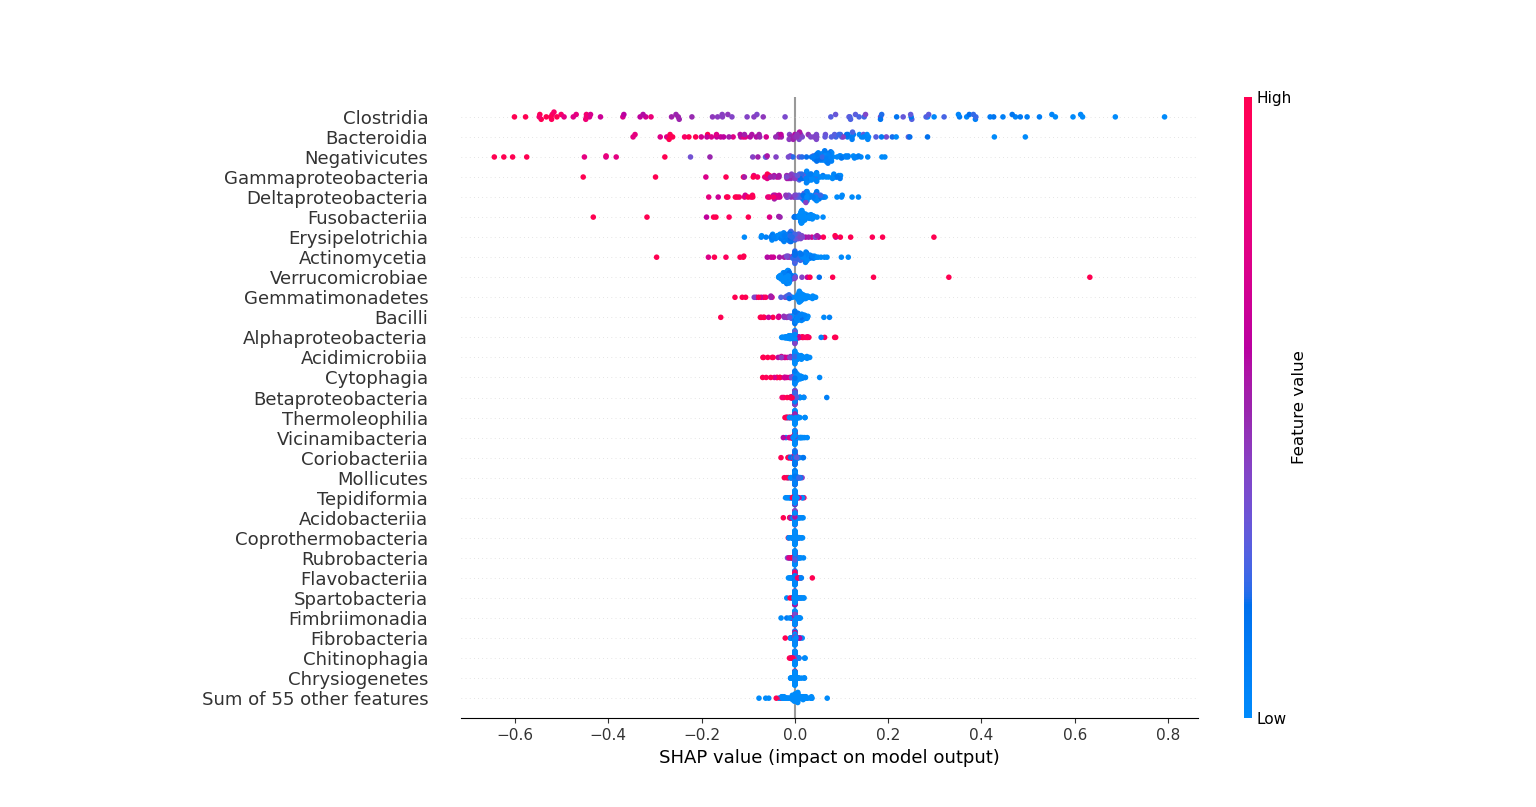 High
Clostridia
Bacteroidia
Negativicutes
Gammaproteobacteria
Deltaproteobacteria
Fusobacteriia
Erysipelotrichia
Actinomycetia
Verrucomicrobiae
Gemmatimonadetes
Bacilli
Alphaproteobacteria
Acidimicrobiia
Cytophagia
Betaproteobacteria
Thermoleophilia
Vicinamibacteria
Coriobacteriia
Mollicutes
Tepidiformia
Acidobacteriia
Coprothermobacteria
Rubrobacteria
Flavobacteriia
Spartobacteria
Fimbriimonadia
Fibrobacteria
Chitinophagia
Chrysiogenetes
Sum of 55 other features
Feature value
Low
−0.6 −0.4 −0.2 0.0 0.2 0.4 0.6 0.8
SHAP value (impact on model output)